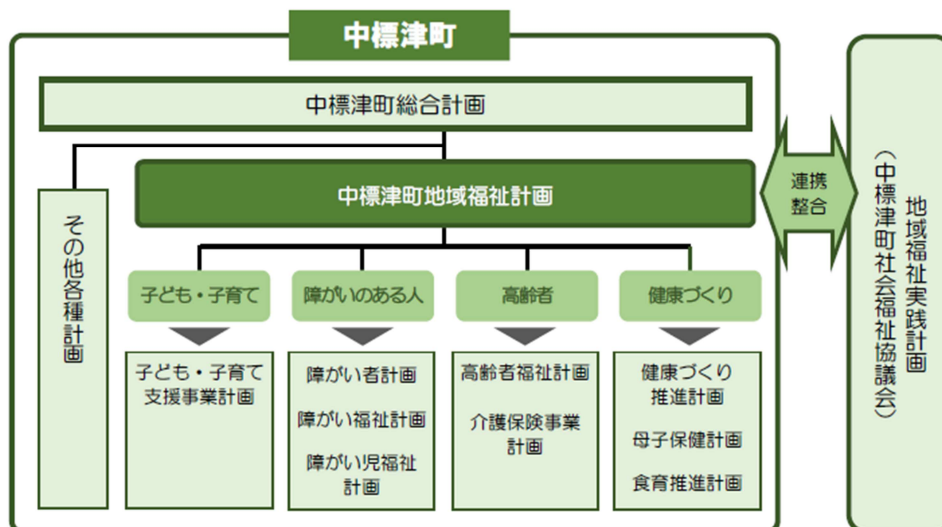 中標津町
中標津町総合計画
中標津町地域福祉計画
その他各種計画
子ども・子育て
子ども・子育て
支援事業計画
障がいのある人
障がい者計画
障がい福祉計画
障がい児福祉
計画
高齢者
高齢者福祉計画
介護保険事業
計画
健康づくり
健康づくり
推進計画
母子保健計画
食育推進計画
連携
整合
地域福祉実践計画
（中標津町社会福祉協議会）